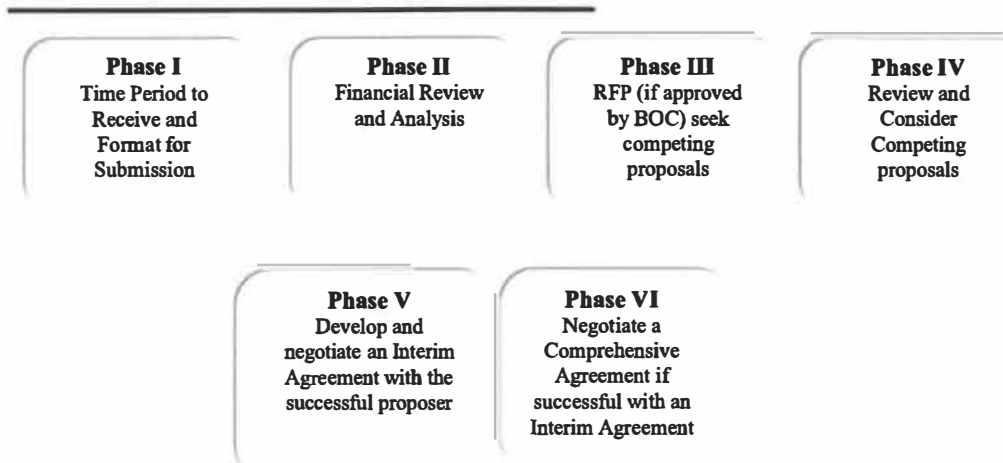 Phase I
Time Period to
Receive and
Format for
Submission
Phase II
Financial Review
and Analysis
Phase III
RFP (if approved
by BOC) seek
competing
proposals
Phase IV
Review and
Consider
Competing
proposals
Phase V
Develop and
negotiate an Interim
Agreement with the
successful proposer
Phase VI
Negotiate a
Comprehensive
Agreement if
successful with an
Interim Agreement